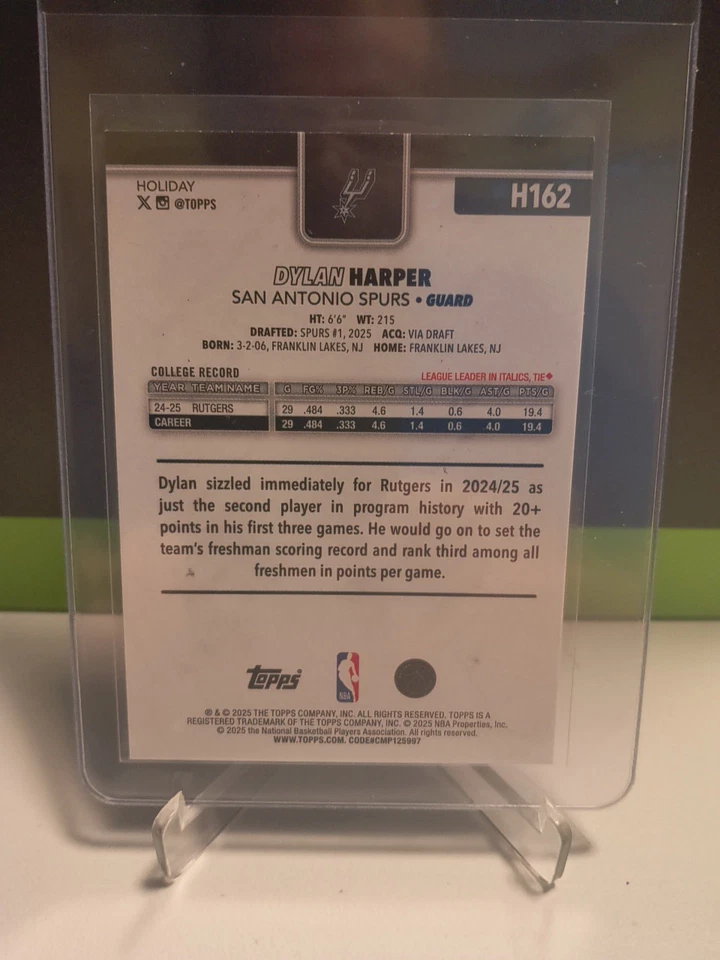 HOLIDAY
X @TOPPS
H162
DYLAN HARPER
SAN ANTONIO SPURS • GUARD
HT: 6'6" WT: 215
DRAFTED: SPURS #1, 2025 ACQ: VIA DRAFT
BORN: 3-2-06, FRANKLIN LAKES, NJ HOME: FRANKLIN LAKES, NJ
COLLEGE RECORD
LEAGUE LEADER IN ITALICS, TIE◆
YEAR TEAM NAME G FG% 3P% REB/G STL/G BLK/G AST/G PTS/G
24-25 RUTGERS 29 .484 .333 4.6 1.4 0.6 4.0 19.4
CAREER 29 .484 .333 4.6 1.4 0.6 4.0 19.4
Dylan sizzled immediately for Rutgers in 2024/25 as
just the second player in program history with 20+
points in his first three games. He would go on to set the
team's freshman scoring record and rank third among all
freshmen in points per game.
Topps
NBA
® & © 2025 THE TOPPS COMPANY, INC. ALL RIGHTS RESERVED. TOPPS IS A
REGISTERED TRADEMARK OF THE TOPPS COMPANY, INC. © 2025 NBA Properties, Inc.
© 2025 the National Basketball Players Association. All rights reserved.
WWW.TOPPS.COM. CODE#CMP125997